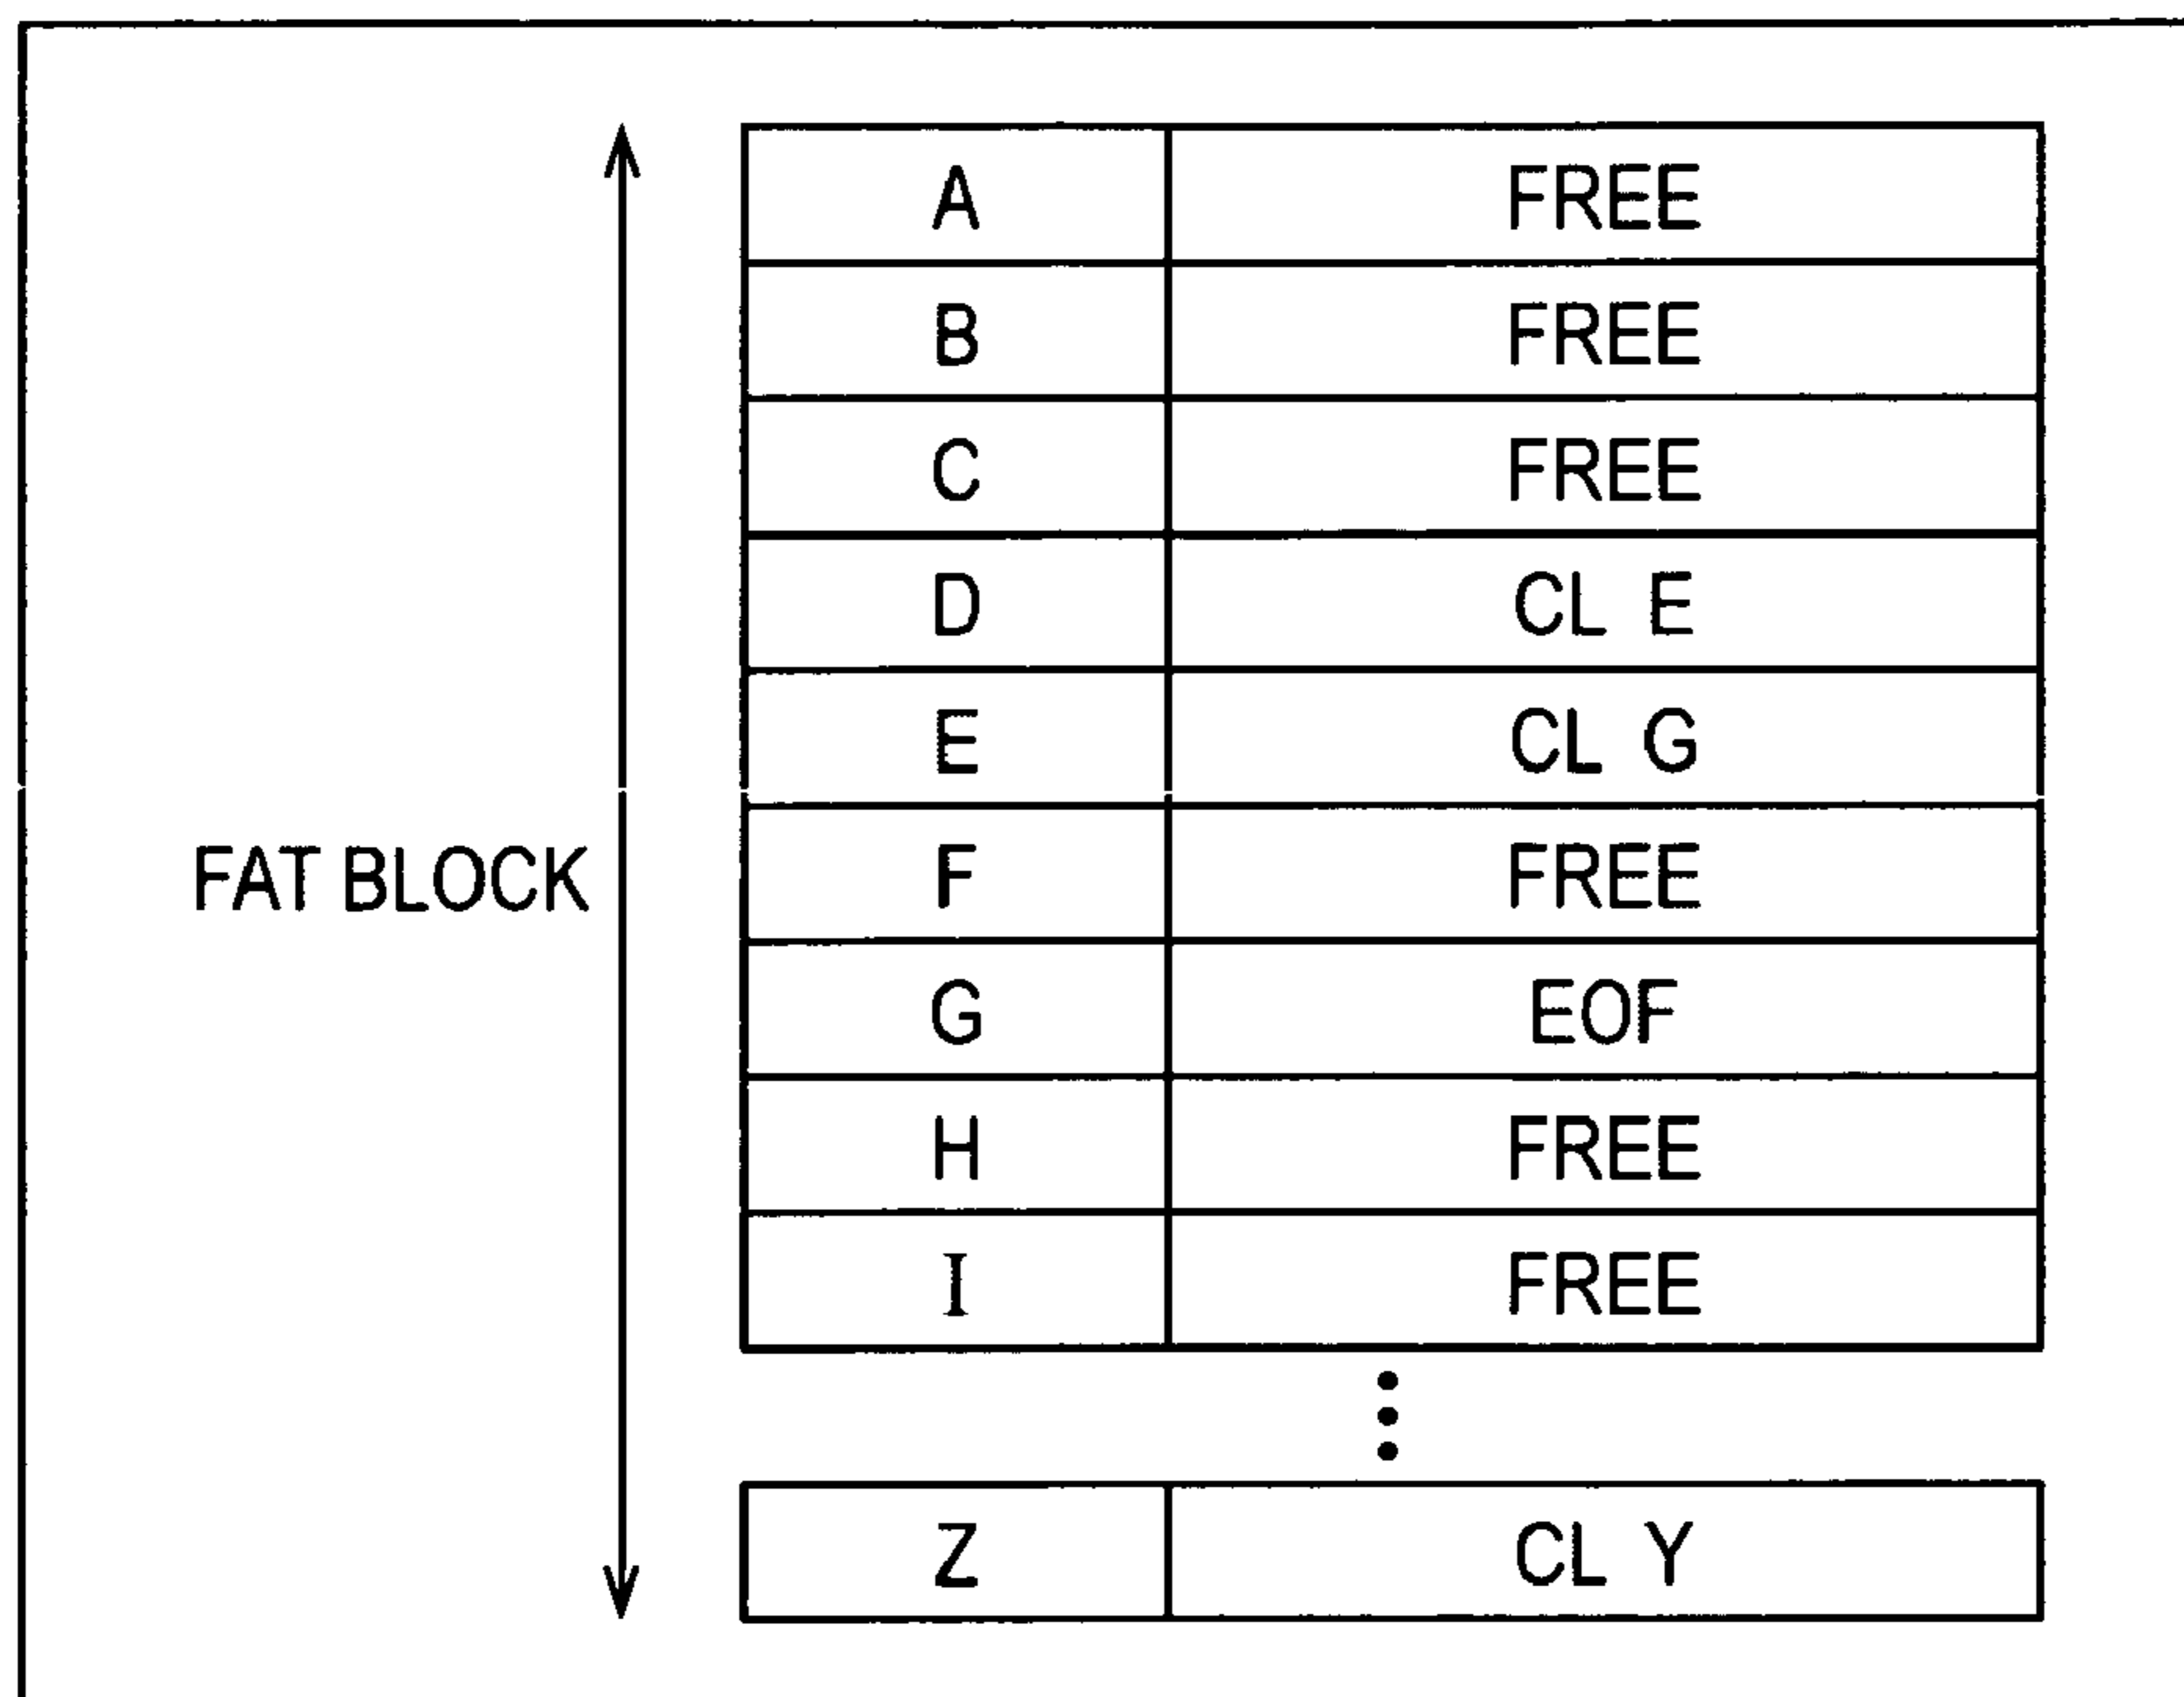 A FREE
B FREE
C FREE
D CL E
E CL G
FAT BLOCK
F FREE
G EOF
H FREE
I FREE
Z CL Y